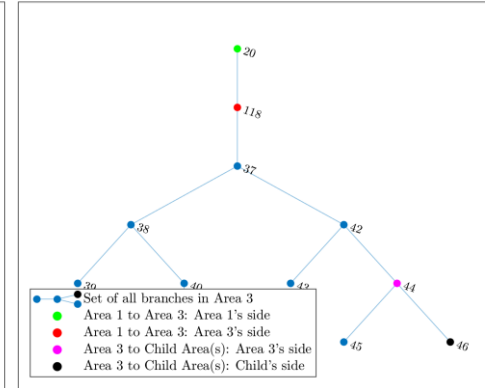 20
118
37
38
42
39
40
43
44
Set of all branches in Area 3
Area 1 to Area 3: Area 1's side
Area 1 to Area 3: Area 3's side
Area 3 to Child Area(s): Area 3's side
Area 3 to Child Area(s): Child's side
45
46